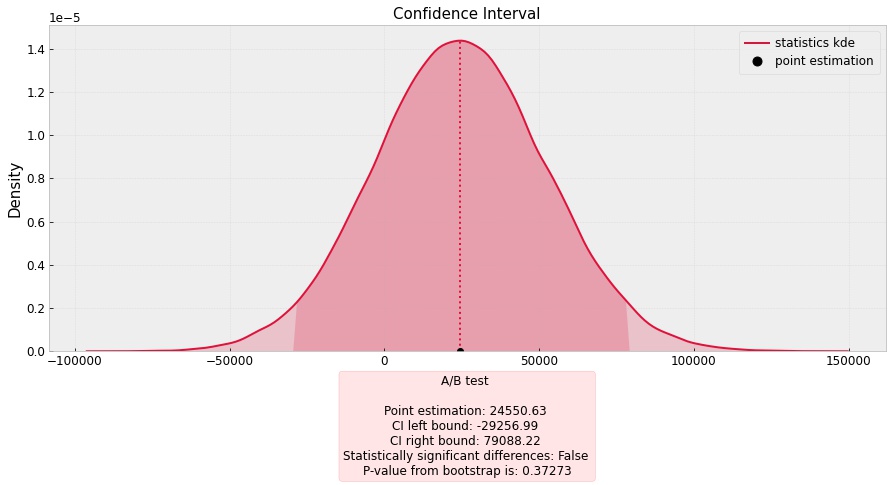 Confidence Interval
1e−5
statistics kde
point estimation
1.4
1.2
1.0
0.8
0.6
0.4
0.2
0.0
Density
−100000 −50000 0 50000 100000 150000
A/B test
Point estimation: 24550.63
CI left bound: -29256.99
CI right bound: 79088.22
Statistically significant differences: False
P-value from bootstrap is: 0.37273